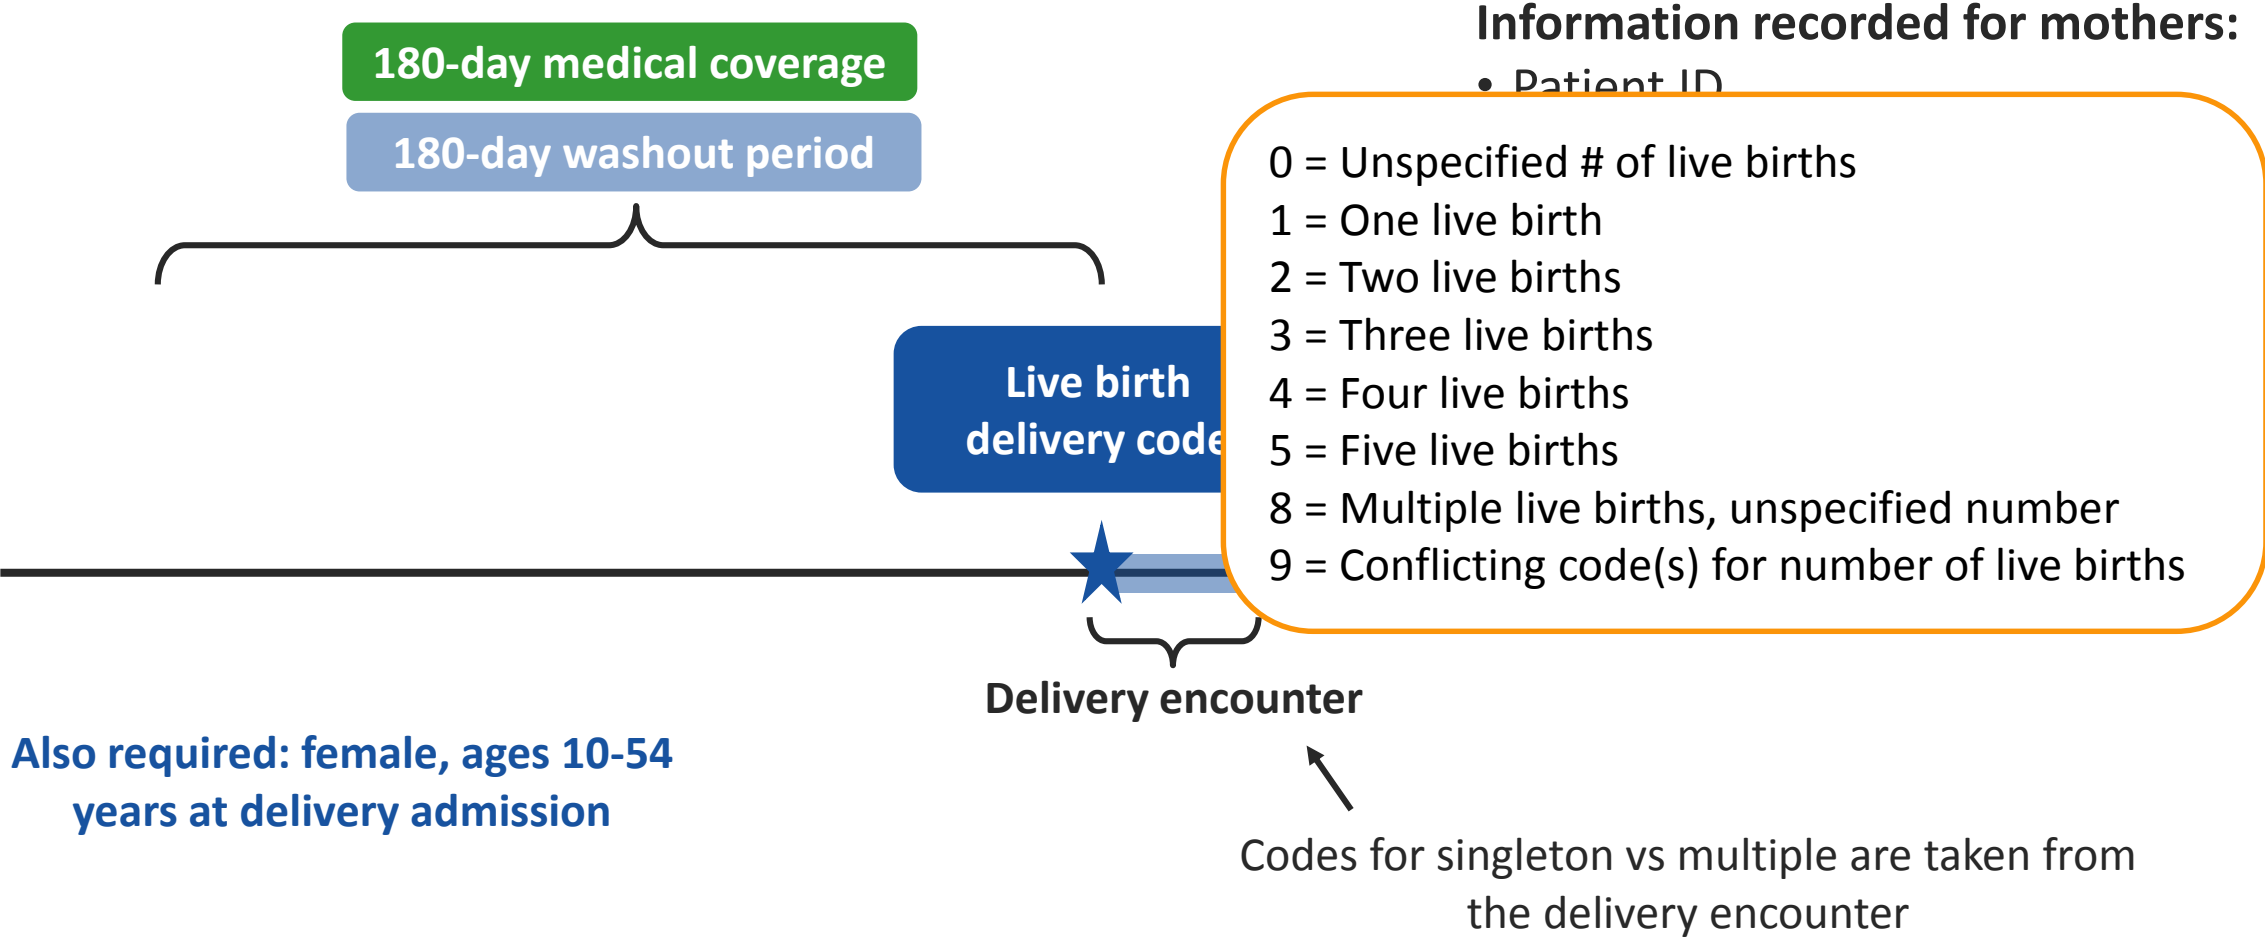 Information recorded for mothers:
• Patient ID
180-day medical coverage
180-day washout period
0 = Unspecified # of live births
1 = One live birth
2 = Two live births
3 = Three live births
4 = Four live births
5 = Five live births
8 = Multiple live births, unspecified number
9 = Conflicting code(s) for number of live births
Live birth
delivery code
Delivery encounter
Also required: female, ages 10-54
years at delivery admission
Codes for singleton vs multiple are taken from
the delivery encounter